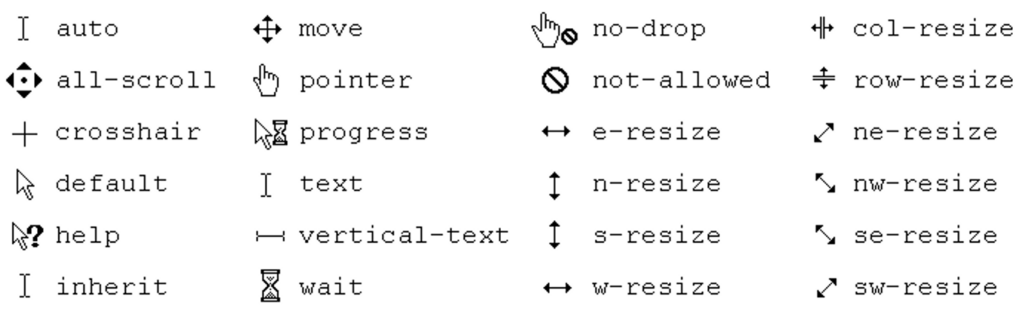 auto move no-drop col-resize
all-scroll pointer not-allowed row-resize
crosshair progress e-resize ne-resize
default text n-resize nw-resize
help vertical-text s-resize se-resize
inherit wait w-resize sw-resize